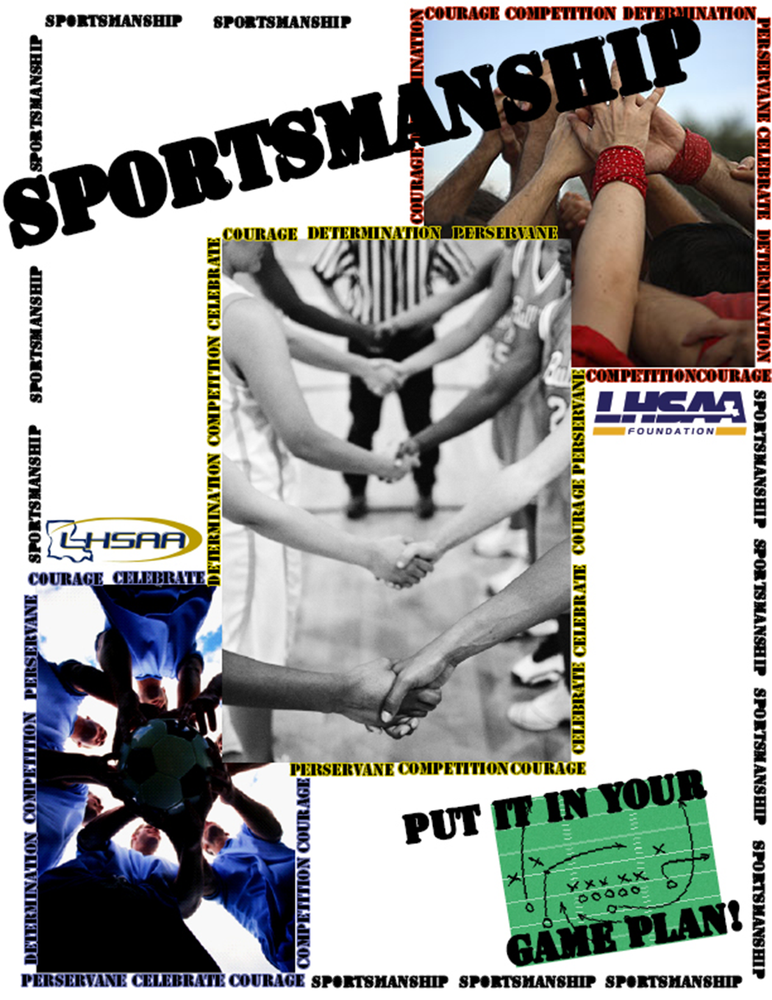 SPORTSMANSHIP SPORTSMANSHIP
SPORTSMANSHIP
SPORTSMANSHIP
SPORTSMANSHIP
SPORTSMANSHIP
COURAGE COMPETITION DETERMINATION
PERSERVANE CELEBRATE DETERMINATION
COMPETITIONCOURAGE
COURAGE
LHSAA
FOUNDATION
COURAGE DETERMINATION PERSERVANE
DETERMINATION COMPETITION CELEBRATE
CELEBRATE CELEBRATE COURAGE PERSERVANE
PERSERVANE COMPETITION COURAGE
LHSAA
COURAGE CELEBRATE
DETERMINATION COMPETITION PERSERVANE
COMPETITION COURAGE
PERSERVANE CELEBRATE COURAGE
SPORTSMANSHIP SPORTSMANSHIP SPORTSMANSHIP SPORTSMANSHIP
PUT IT IN YOUR
GAME PLAN!
SPORTSMANSHIP SPORTSMANSHIP SPORTSMANSHIP